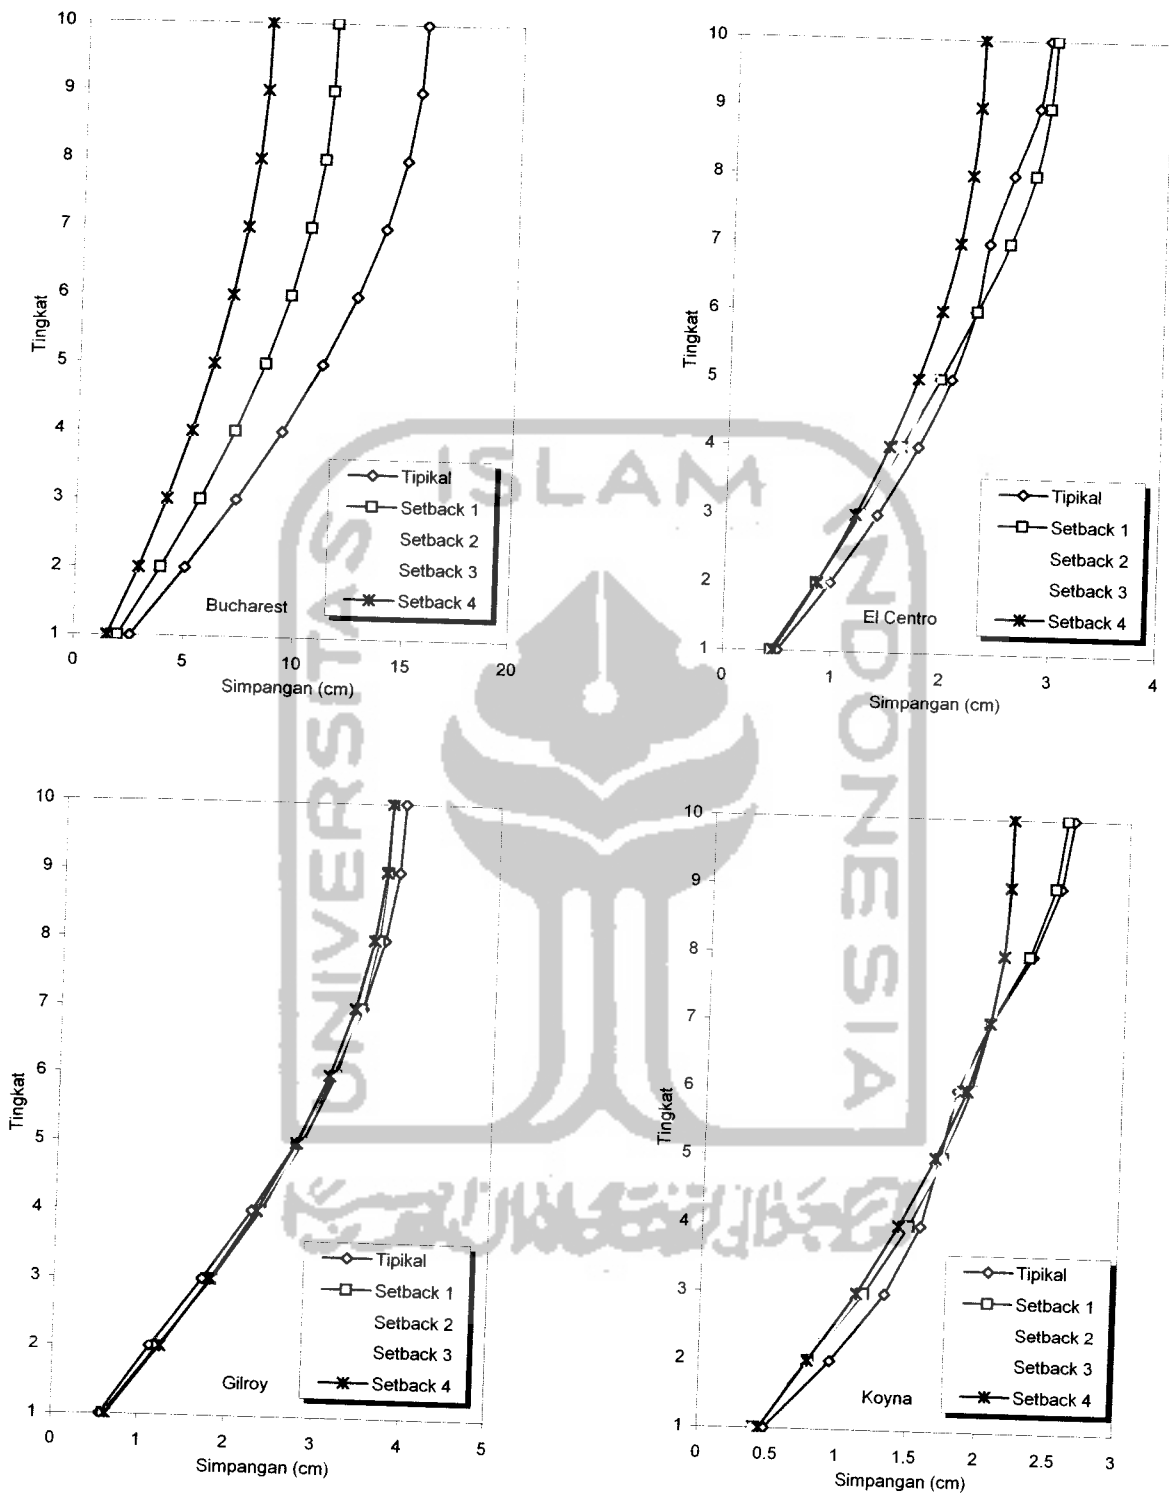 10
9
8
7
6
5
4
3
2
1
Tingkat
0
5
10
15
20
Simpangan (cm)
Bucharest
Tipikal
Setback 1
Setback 2
Setback 3
Setback 4
10
9
8
7
6
5
4
3
2
1
Tingkat
0
1
2
3
4
Simpangan (cm)
El Centro
Tipikal
Setback 1
Setback 2
Setback 3
Setback 4
UNIVERSITAS
ISLAM
INDONESIA
10
9
8
7
6
5
4
3
2
1
Tingkat
0
1
2
3
4
5
Simpangan (cm)
Gilroy
Tipikal
Setback 1
Setback 2
Setback 3
Setback 4
10
9
8
7
6
5
4
3
2
1
Tingkat
0
0.5
1
1.5
2
2.5
3
Simpangan (cm)
Koyna
Tipikal
Setback 1
Setback 2
Setback 3
Setback 4